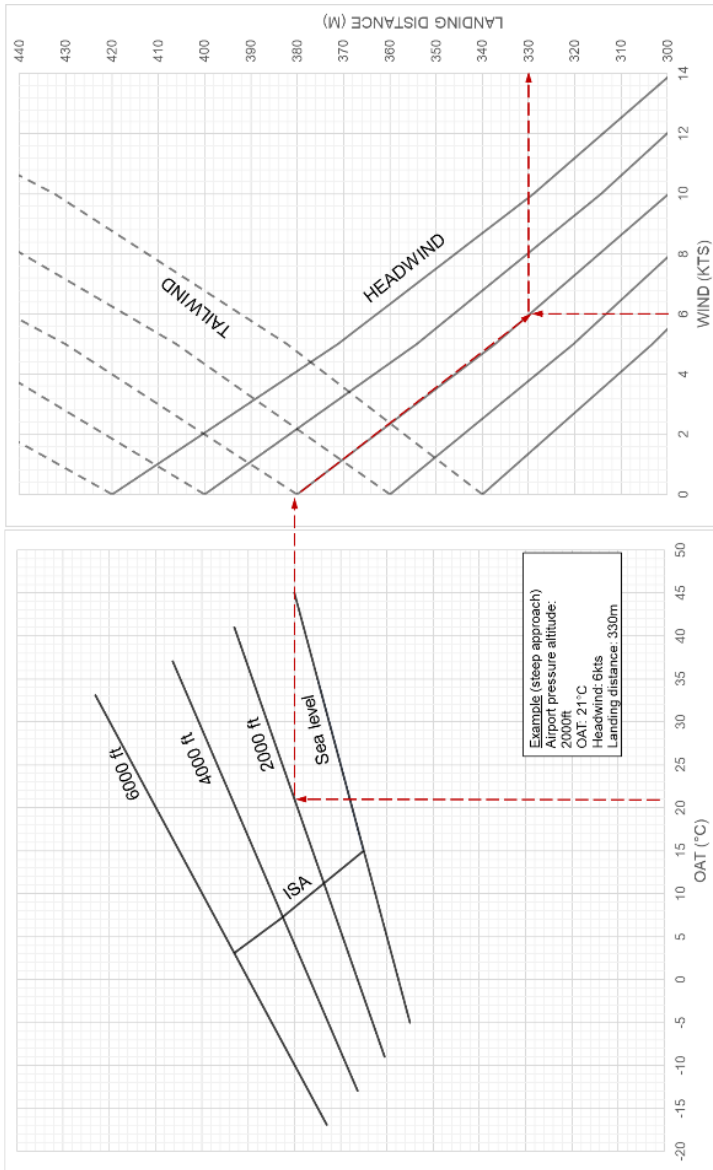 LANDING DISTANCE (M)
440
430
420
410
400
390
380
370
360
350
340
330
320
310
300
TAILWIND
HEADWIND
0
2
4
6
8
10
12
14
WIND (KTS)
6000 ft
4000 ft
2000 ft
Sea level
ISA
Example (steep approach)
Airport pressure altitude:
2000ft
OAT: 21°C
Headwind: 6kts
Landing distance: 330m
-20
-15
-10
-5
0
5
10
15
20
25
30
35
40
45
50
OAT (°C)